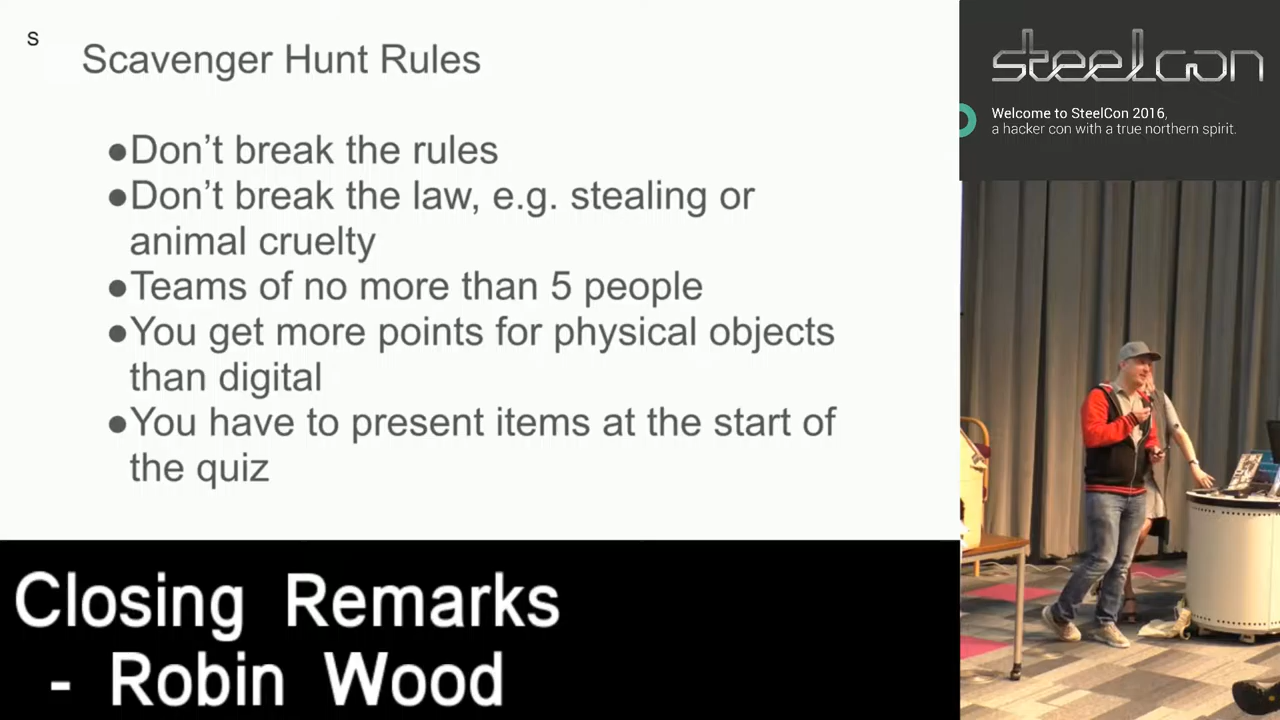 s
Scavenger Hunt Rules
●Don't break the rules
●Don't break the law, e.g. stealing or
animal cruelty
●Teams of no more than 5 people
●You get more points for physical objects
than digital
●You have to present items at the start of
the quiz
steelcon
Welcome to SteelCon 2016,
a hacker con with a true northern spirit.
Closing Remarks
- Robin Wood